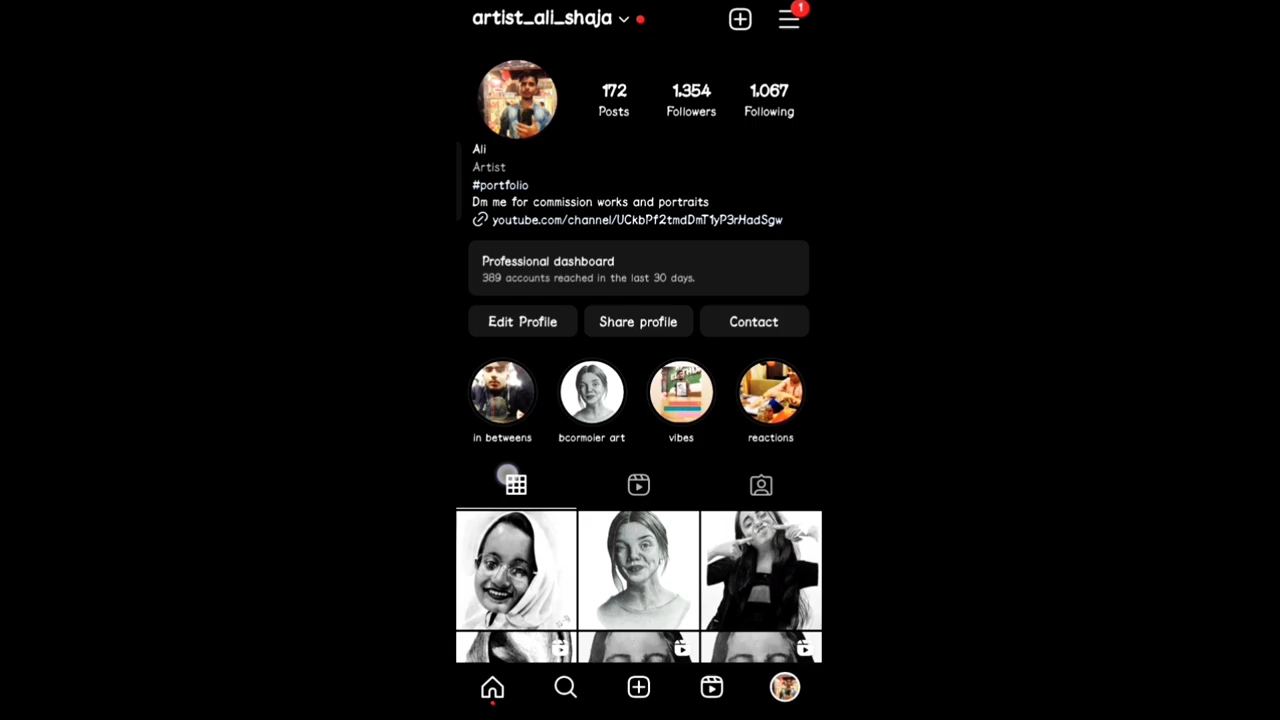 artist_ali_shaja
1
172
1.354
1.067
Posts
Followers
Following
Ali
Artist
#portfolio
Dm me for commission works and portraits
youtube.com/channel/UCkbPf2tmdDmT1yP3rHadSgw
Professional dashboard
389 accounts reached in the last 30 days.
Edit Profile
Share profile
Contact
in betweens
bcormoier art
vibes
reactions